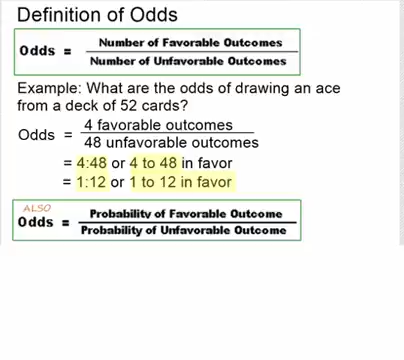 Definition of Odds
Odds = Number of Favorable Outcomes
Number of Unfavorable Outcomes
Example: What are the odds of drawing an ace
from a deck of 52 cards?
Odds = 4 favorable outcomes
48 unfavorable outcomes
= 4:48 or 4 to 48 in favor
= 1:12 or 1 to 12 in favor
ALSO
Odds = Probability of Favorable Outcome
Probability of Unfavorable Outcome